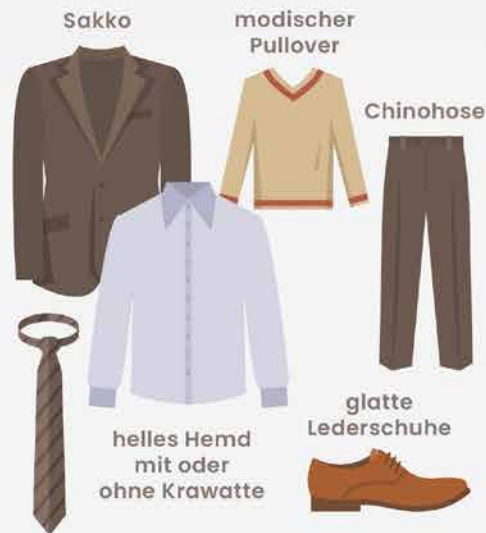 Sakko
modischer
Pullover
Chinohose
helles Hemd
mit oder
ohne Krawatte
glatte
Lederschuhe